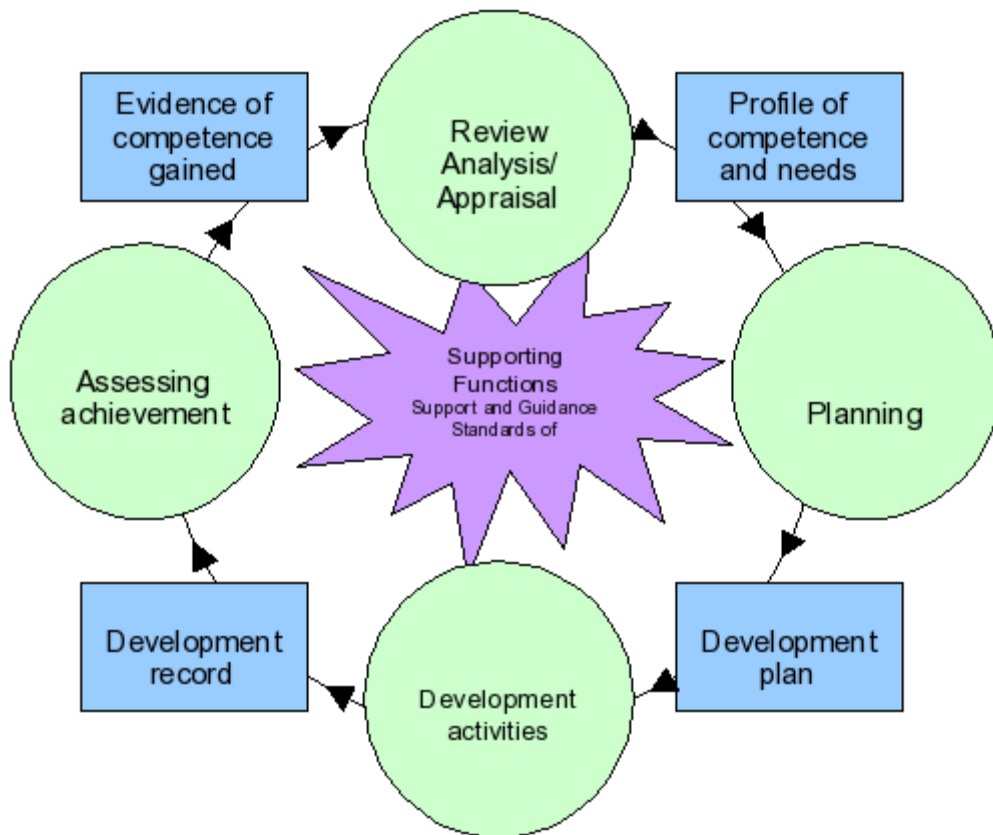 Evidence of
competence
gained
Review
Analysis/
Appraisal
Profile of
competence
and needs
Assessing
achievement
Supporting
Functions
Support and Guidance
Standards of
Planning
Development
record
Development
activities
Development
plan